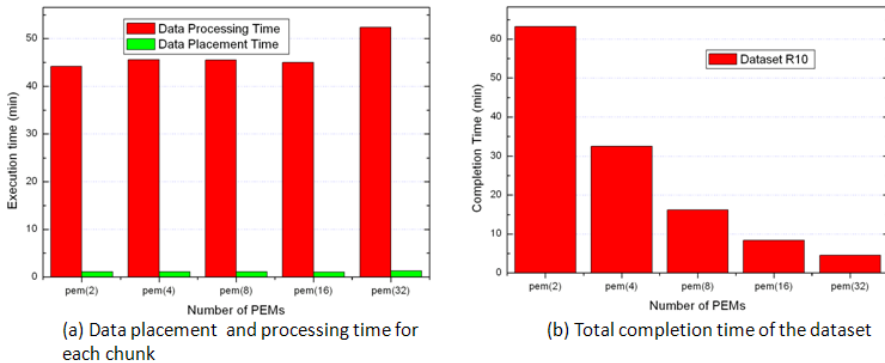 Data Processing Time
Data Placement Time
Execution time (min)
50
40
30
20
10
0
pem(2) pem(4) pem(8) pem(16) pem(32)
Number of PEMs
(a) Data placement and processing time for
each chunk
Dataset R10
Completion Time (min)
60
50
40
30
20
10
0
pem(2) pem(4) pem(8) pem(16) pem(32)
Number of PEMs
(b) Total completion time of the dataset